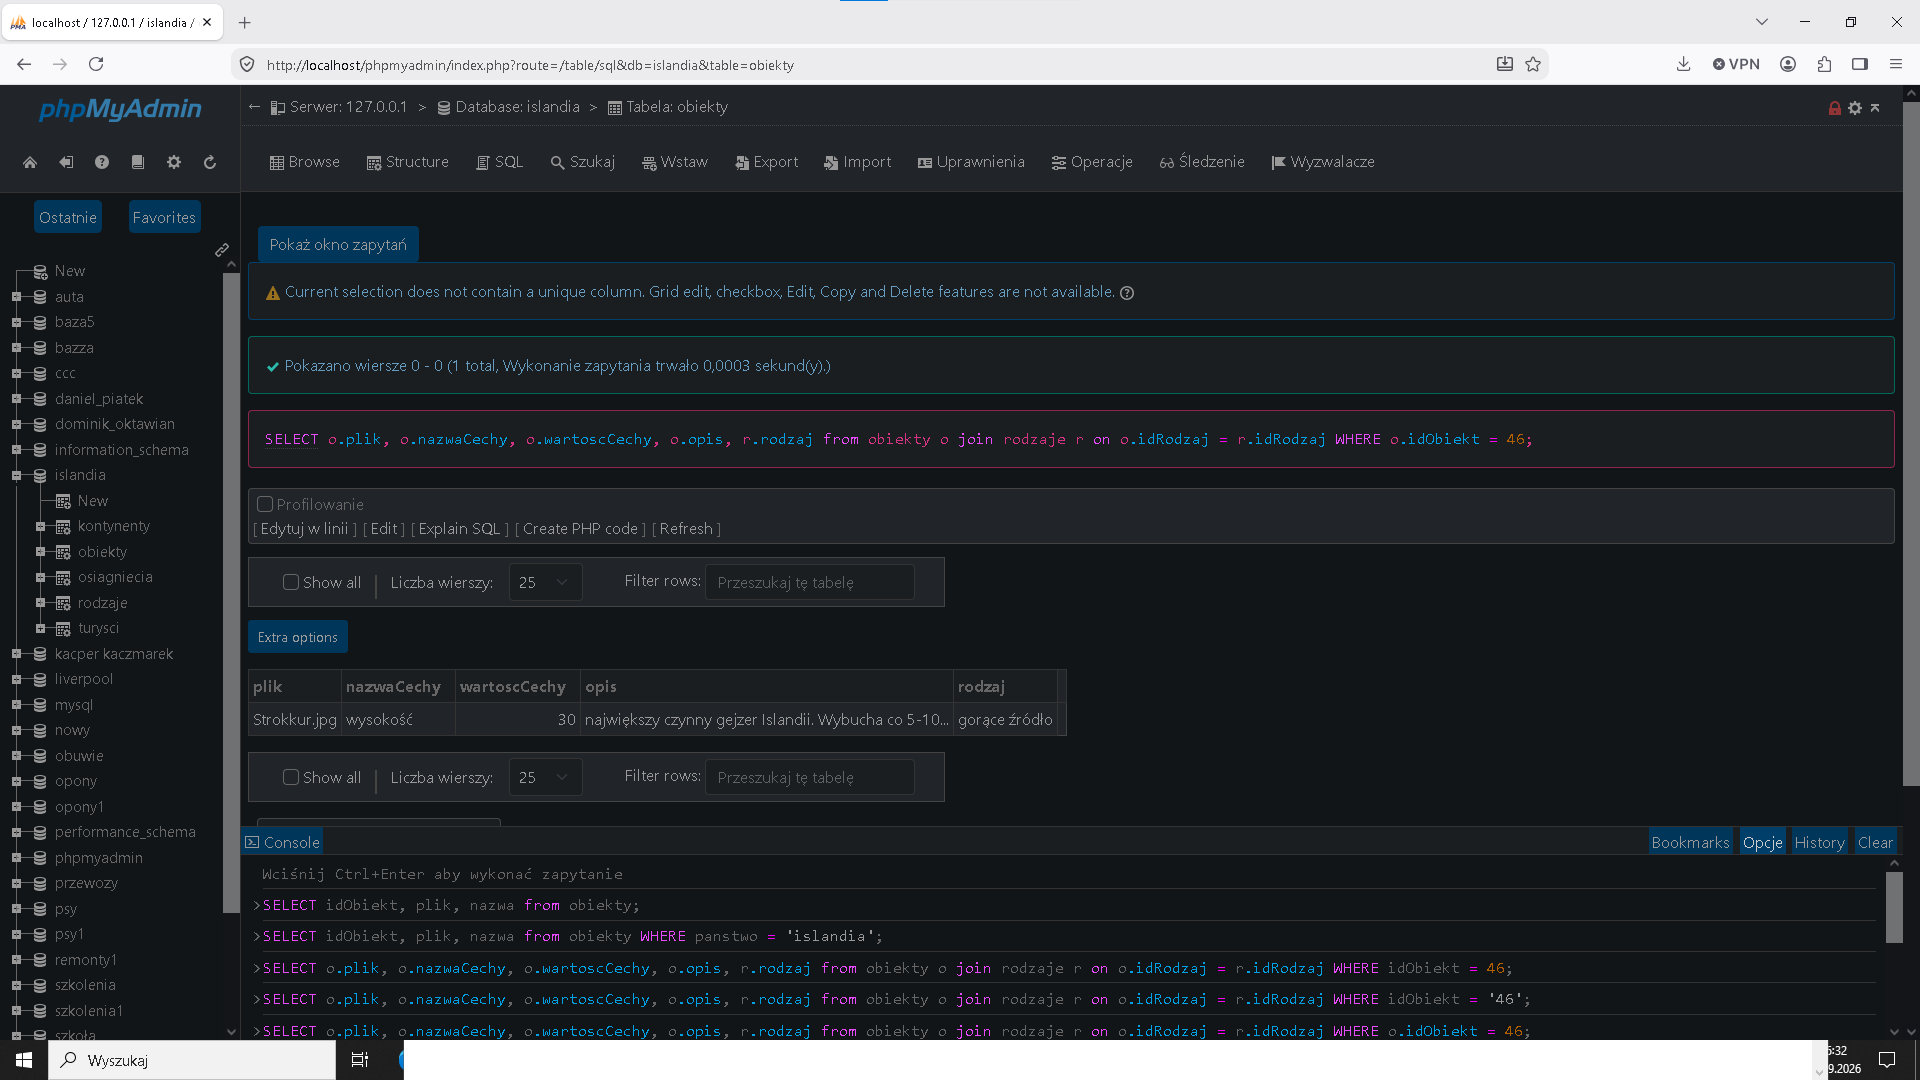 localhost / 127.0.0.1 / islandia /
http://localhost/phpmyadmin/index.php?route=/table/sql&db=islandia&table=obiekty
VPN
phpMyAdmin
Serwer: 127.0.0.1 > Database: islandia > Tabela: obiekty
Browse Structure SQL Szukaj Wstaw Export Import Uprawnienia Operacje Śledzenie Wyzwalacze
Ostatnie Favorites
New
auta
baza5
bazza
ccc
daniel_piatek
dominik_oktawian
information_schema
islandia
New
kontynenty
obiekty
osiagniecia
rodzaje
turysci
kacper kaczmarek
liverpool
mysql
nowy
obuwie
opony
opony1
performance_schema
phpmyadmin
przewozy
psy
psy1
remonty1
szkolenia
szkolenia1
szkoła
Pokaż okno zapytań
Current selection does not contain a unique column. Grid edit, checkbox, Edit, Copy and Delete features are not available.
Pokazano wiersze 0 - 0 (1 total, Wykonanie zapytania trwało 0,0003 sekund(y).)
SELECT o.plik, o.nazwaCechy, o.wartoscCechy, o.opis, r.rodzaj from obiekty o join rodzaje r on o.idRodzaj = r.idRodzaj WHERE o.idObiekt = 46;
Profilowanie
[ Edytuj w linii ] [ Edit ] [ Explain SQL ] [ Create PHP code ] [ Refresh ]
Show all | Liczba wierszy: 25 Filter rows: Przeszukaj tę tabelę
Extra options
plik nazwaCechy wartoscCechy opis rodzaj
Strokkur.jpg wysokość 30 największy czynny gejzer Islandii. Wybucha co 5-10... gorące źródło
Show all | Liczba wierszy: 25 Filter rows: Przeszukaj tę tabelę
Console Bookmarks Opcje History Clear
Wciśnij Ctrl+Enter aby wykonać zapytanie
>SELECT idObiekt, plik, nazwa from obiekty;
>SELECT idObiekt, plik, nazwa from obiekty WHERE panstwo = 'islandia';
>SELECT o.plik, o.nazwaCechy, o.wartoscCechy, o.opis, r.rodzaj from obiekty o join rodzaje r on o.idRodzaj = r.idRodzaj WHERE idObiekt = 46;
>SELECT o.plik, o.nazwaCechy, o.wartoscCechy, o.opis, r.rodzaj from obiekty o join rodzaje r on o.idRodzaj = r.idRodzaj WHERE idObiekt = '46';
>SELECT o.plik, o.nazwaCechy, o.wartoscCechy, o.opis, r.rodzaj from obiekty o join rodzaje r on o.idRodzaj = r.idRodzaj WHERE o.idObiekt = 46;
Wyszukaj
:32
9.2026